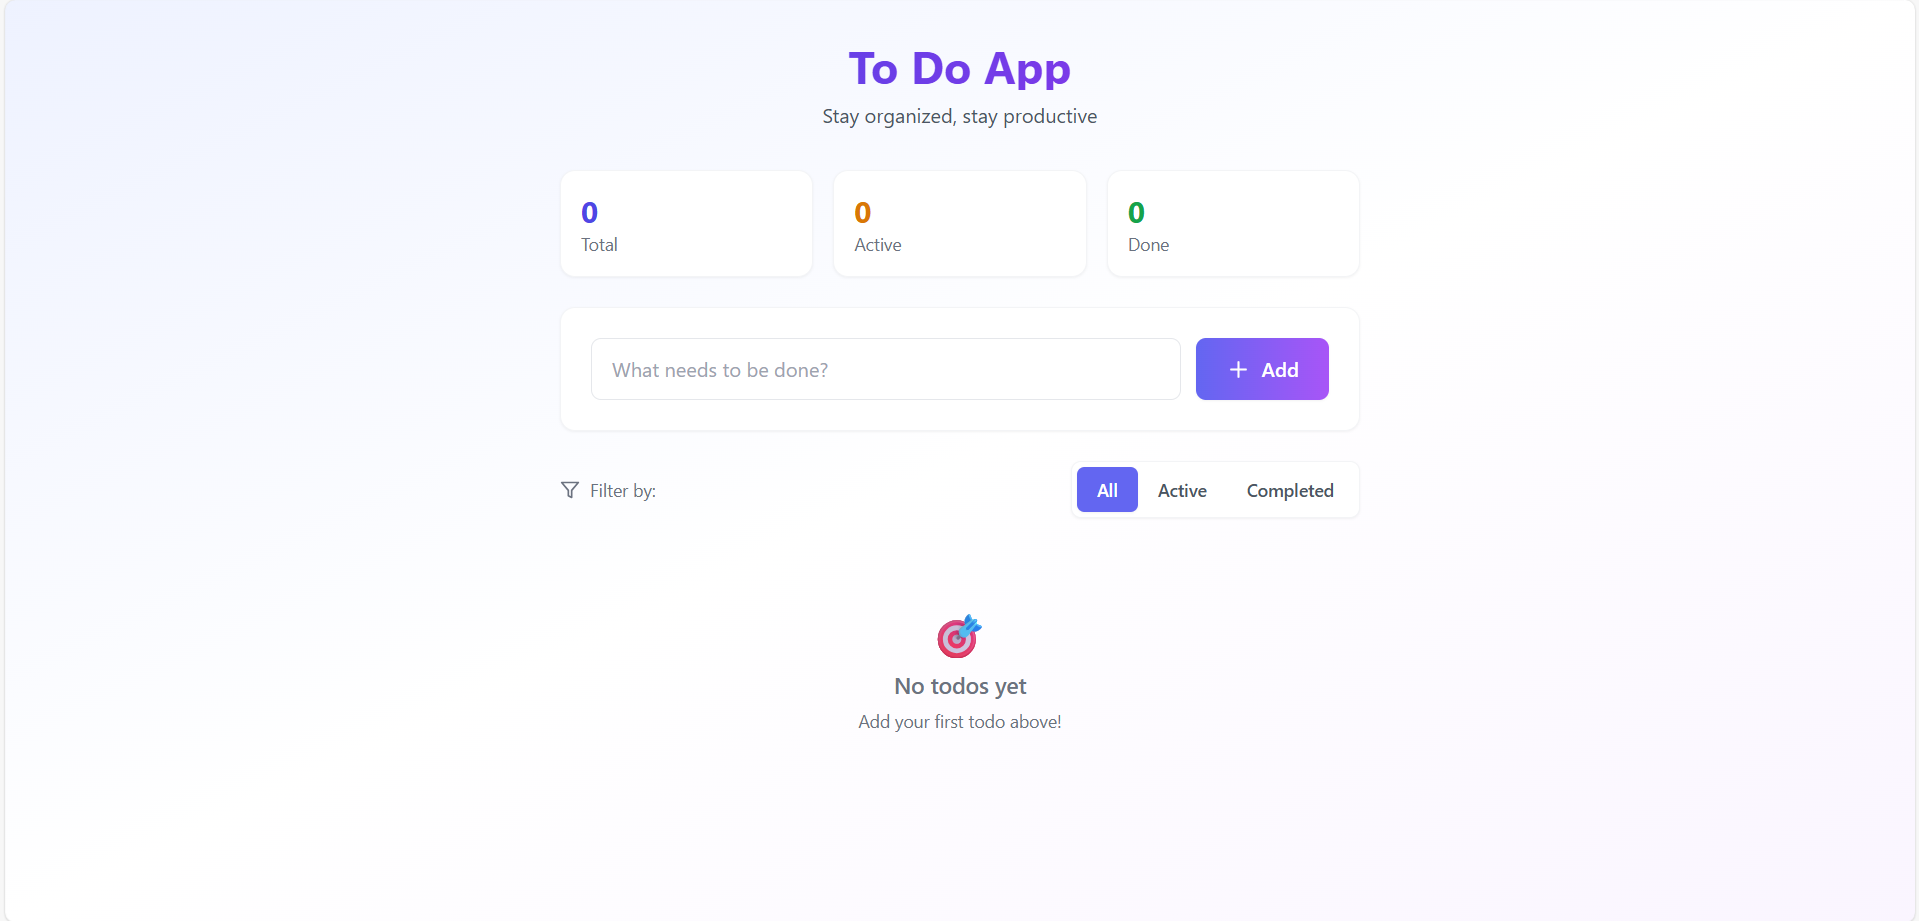 To Do App
Stay organized, stay productive
0
Total
0
Active
0
Done
What needs to be done?
+ Add
Filter by:
All
Active
Completed
No todos yet
Add your first todo above!